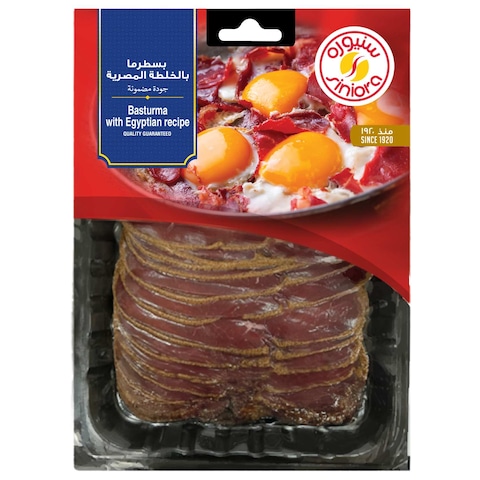 بسطرما
بالخلطة المصرية
جودة مضمونة
Basturma
with Egyptian recipe
QUALITY GUARANTEED
سنيورة
Siniora
منذ ١٩٢٠
SINCE 1920